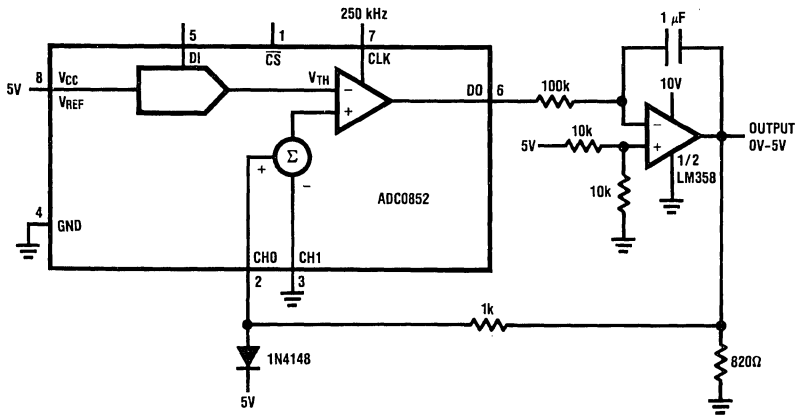 250 kHz
1 μF
5
1
7
DI
CS
CLK
8
VCC
VTH
DO
6
5V
VREF
100k
10V
−
+
Σ
+
−
5V
10k
−
+
OUTPUT
0V–5V
1/2
LM358
10k
ADC0852
4
GND
CH0
CH1
2
3
1k
1N4148
5V
820Ω